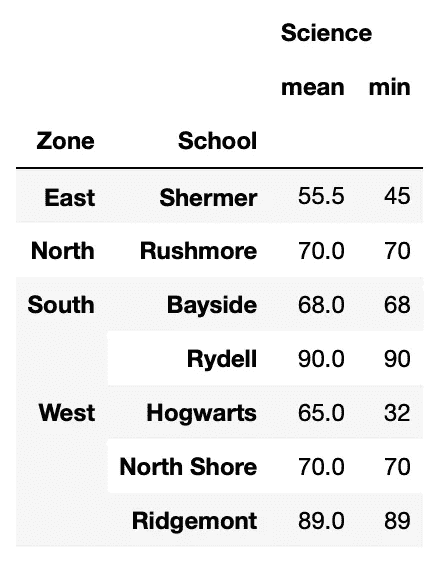 Science
mean min
Zone School
East Shermer 55.5 45
North Rushmore 70.0 70
South Bayside 68.0 68
Rydell 90.0 90
West Hogwarts 65.0 32
North Shore 70.0 70
Ridgemont 89.0 89